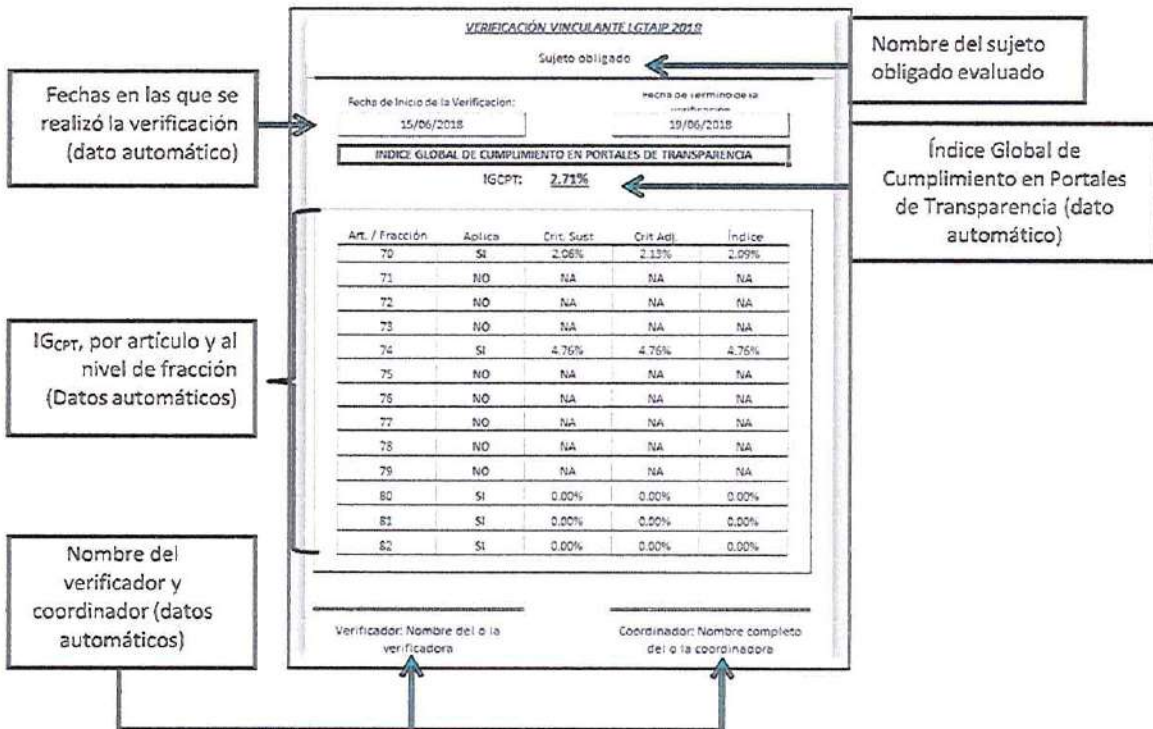 VERIFICACIÓN VINCULANTE LGTAIP 2018
Sujeto obligado
Nombre del sujeto
obligado evaluado
Fechas en las que se
realizó la verificación
(dato automático)
Fecha de Inicio de la Verificacion:
Fecha de Termino de la
verificación
15/06/2018
19/06/2018
INDICE GLOBAL DE CUMPLIMIENTO EN PORTALES DE TRANSPARENCIA
IGCPT: 2.71%
Índice Global de
Cumplimiento en Portales
de Transparencia (dato
automático)
Art. / Fracción Aplica Crit. Sust Crit Adj. Índice
70 SI 2.06% 2.13% 2.09%
71 NO NA NA NA
72 NO NA NA NA
73 NO NA NA NA
74 SI 4.76% 4.76% 4.76%
75 NO NA NA NA
76 NO NA NA NA
77 NO NA NA NA
78 NO NA NA NA
79 NO NA NA NA
80 SI 0.00% 0.00% 0.00%
81 SI 0.00% 0.00% 0.00%
82 SI 0.00% 0.00% 0.00%
IGCPT, por artículo y al
nivel de fracción
(Datos automáticos)
Nombre del
verificador y
coordinador (datos
automáticos)
Verificador: Nombre del o la
verificadora
Coordinador: Nombre completo
del o la coordinadora